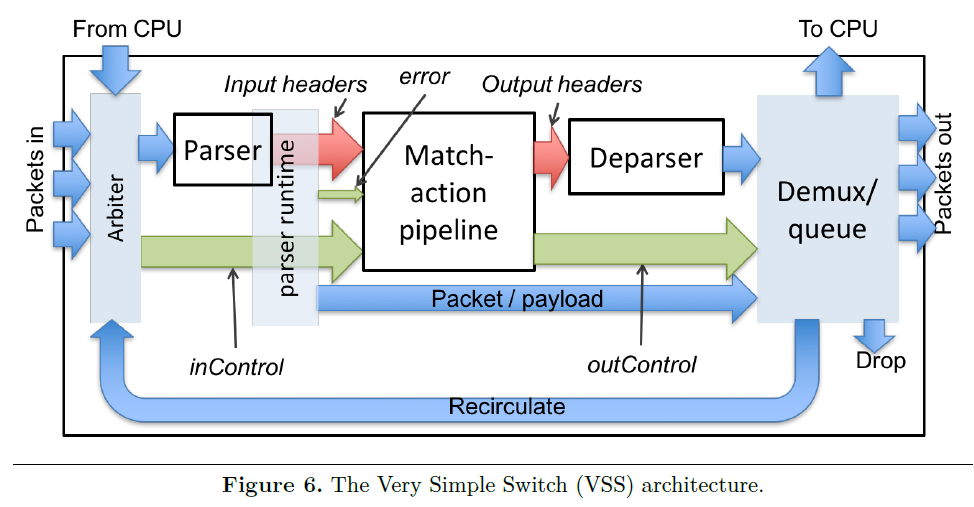 From CPU
To CPU
Input headers
error
Output headers
Packets in
Arbiter
Parser
parser runtime
Match-
action
pipeline
Deparser
Demux/
queue
Packets out
Packet / payload
inControl
outControl
Drop
Recirculate
Figure 6. The Very Simple Switch (VSS) architecture.